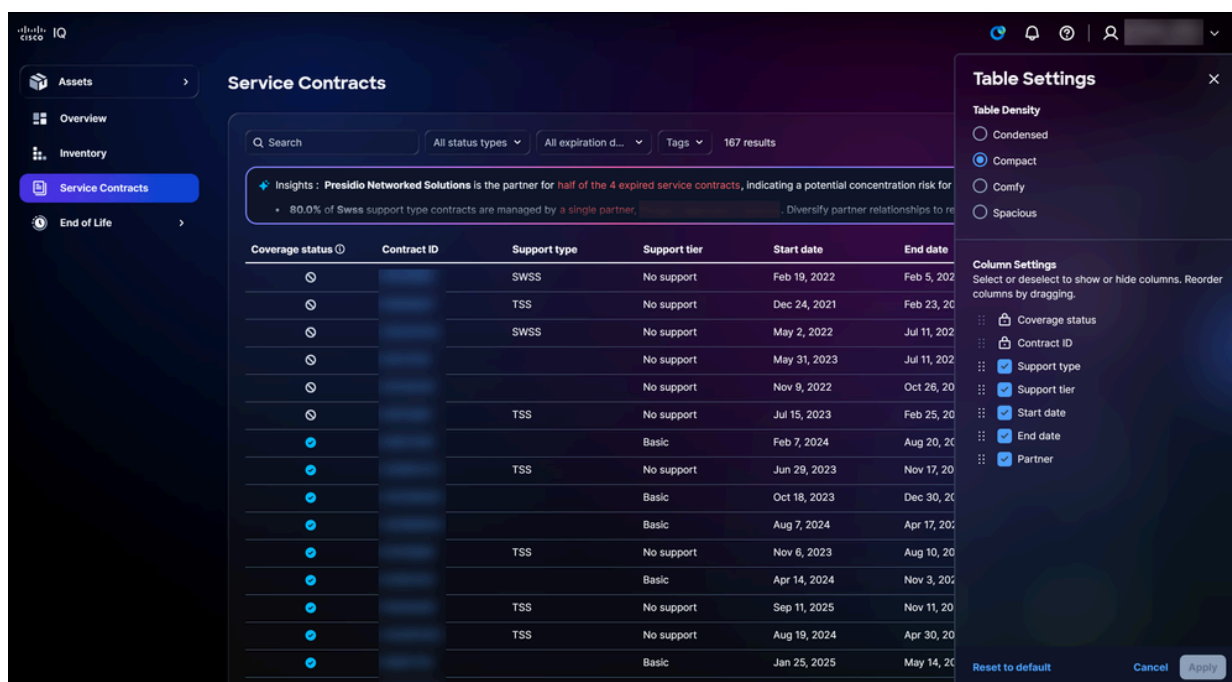 cisco IQ
Assets
Overview
Inventory
Service Contracts
End of Life
Service Contracts
Search
All status types
All expiration d...
Tags
167 results
Insights : Presidio Networked Solutions is the partner for half of the 4 expired service contracts, indicating a potential concentration risk for
• 80.0% of Swss support type contracts are managed by a single partner, . Diversify partner relationships to re
Coverage status Contract ID Support type Support tier Start date End date
SWSS No support Feb 19, 2022 Feb 5, 202
TSS No support Dec 24, 2021 Feb 23, 20
SWSS No support May 2, 2022 Jul 11, 202
No support May 31, 2023 Jul 11, 202
No support Nov 9, 2022 Oct 26, 20
TSS No support Jul 15, 2023 Feb 25, 20
Basic Feb 7, 2024 Aug 20, 20
TSS No support Jun 29, 2023 Nov 17, 20
Basic Oct 18, 2023 Dec 30, 20
Basic Aug 7, 2024 Apr 17, 202
TSS No support Nov 6, 2023 Aug 10, 20
Basic Apr 14, 2024 Nov 3, 202
TSS No support Sep 11, 2025 Nov 11, 20
TSS No support Aug 19, 2024 Apr 30, 20
Basic Jan 25, 2025 May 14, 20
Table Settings
Table Density
Condensed
Compact
Comfy
Spacious
Column Settings
Select or deselect to show or hide columns. Reorder
columns by dragging.
Coverage status
Contract ID
Support type
Support tier
Start date
End date
Partner
Reset to default Cancel Apply